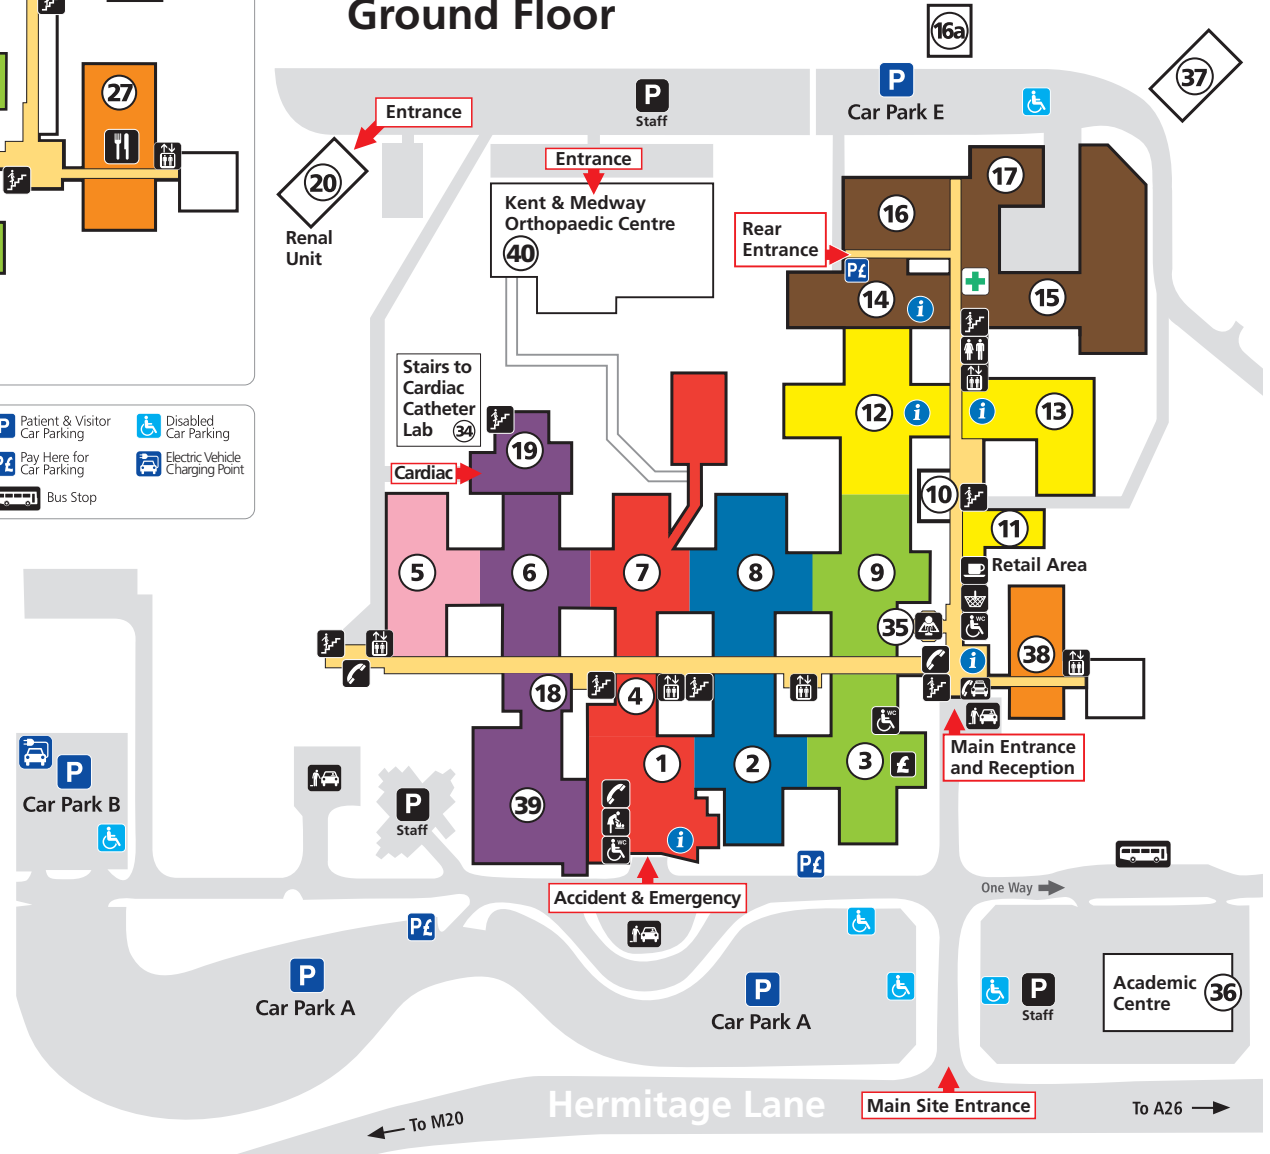 Ground Floor
16a
37
27
P
Staff
P
Car Park E
Entrance
20
Renal
Unit
Entrance
Kent & Medway
Orthopaedic Centre
40
17
16
Rear
Entrance
P£
14
i
15
Stairs to
Cardiac
Catheter
Lab 34
19
Cardiac
12
i
i
13
P
Patient & Visitor
Car Parking
Disabled
Car Parking
P£
Pay Here for
Car Parking
Electric Vehicle
Charging Point
Bus Stop
10
11
Retail Area
5
6
7
8
9
35
WC
i
38
18
4
WC
Main Entrance
and Reception
1
2
3
£
39
P
Car Park B
P
Staff
WC
i
P£
Accident & Emergency
One Way
P£
P
Car Park A
P
Car Park A
P
Staff
Academic
Centre
36
Hermitage Lane
Main Site Entrance
To M20
To A26